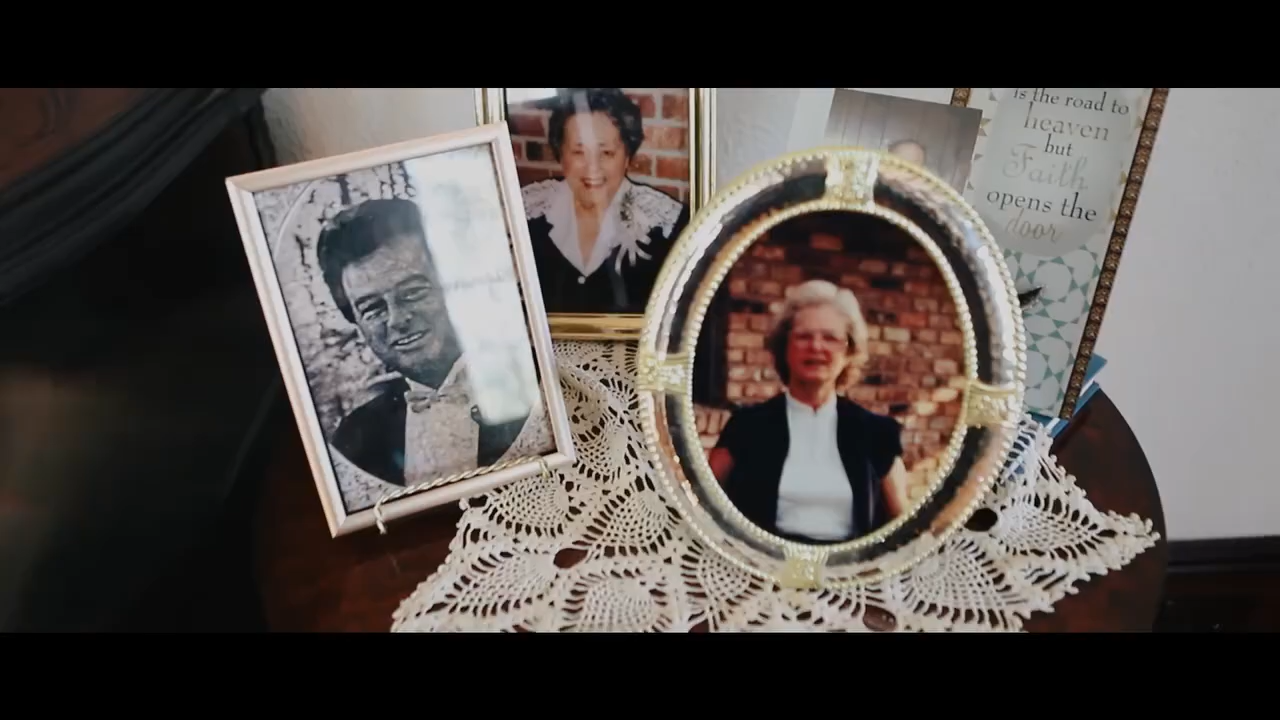 is the road to
heaven
but
Faith
opens the
door